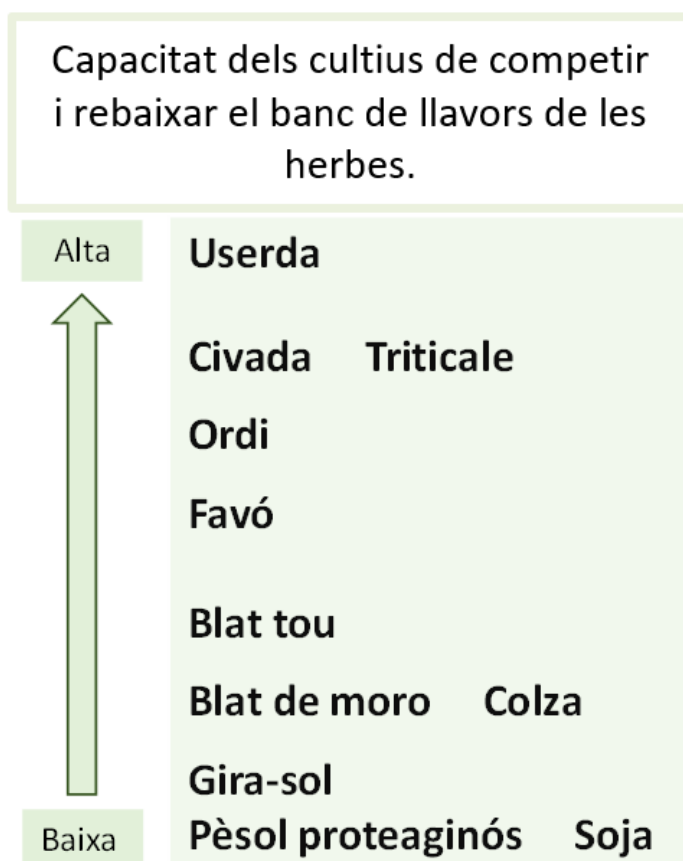 Capacitat dels cultius de competir
i rebaixar el banc de llavors de les
herbes.
Alta
Userda
Civada Triticale
Ordi
Favó
Blat tou
Blat de moro Colza
Gira-sol
Baixa
Pèsol proteaginós Soja